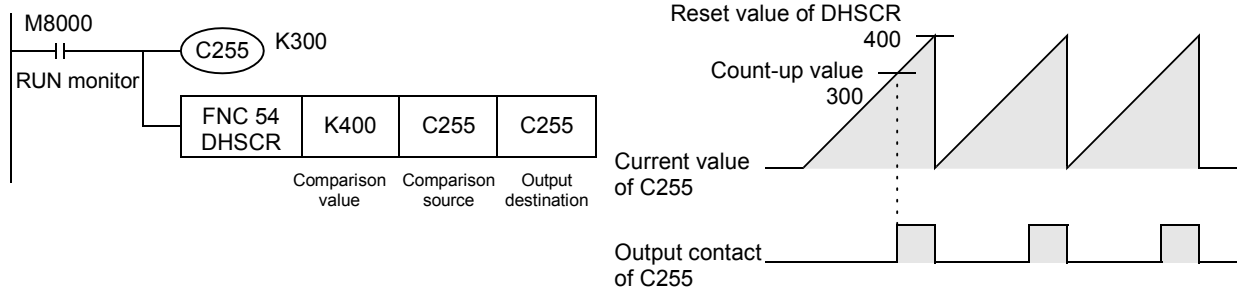 M8000
C255
K300
RUN monitor
FNC 54
DHSCR
K400
C255
C255
Comparison
value
Comparison
source
Output
destination
Reset value of DHSCR
400
Count-up value
300
Current value
of C255
Output contact
of C255